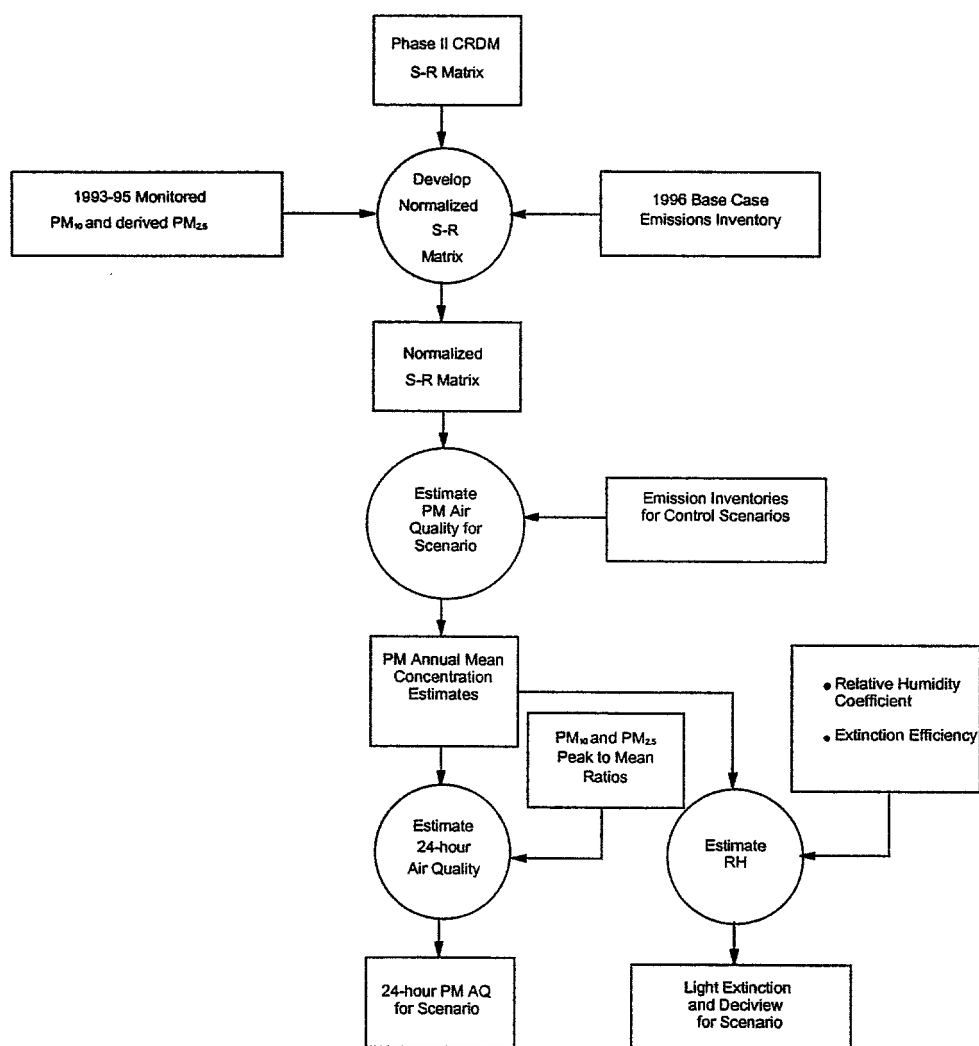 Phase II CRDM
S-R Matrix
1993-95 Monitored
PM₁₀ and derived PM₂.₅
Develop
Normalized
S-R
Matrix
1996 Base Case
Emissions Inventory
Normalized
S-R Matrix
Estimate
PM Air
Quality for
Scenario
Emission Inventories
for Control Scenarios
PM Annual Mean
Concentration
Estimates
• Relative Humidity
Coefficient
• Extinction Efficiency
PM₁₀ and PM₂.₅
Peak to Mean
Ratios
Estimate
24-hour
Air Quality
Estimate
RH
24-hour PM AQ
for Scenario
Light Extinction
and Deciview
for Scenario